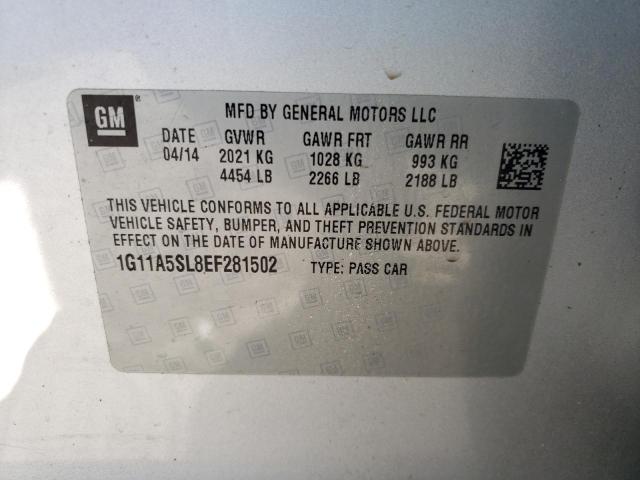 GM ®
MFD BY GENERAL MOTORS LLC
DATE GVWR GAWR FRT GAWR RR
04/14 2021 KG 1028 KG 993 KG
4454 LB 2266 LB 2188 LB
THIS VEHICLE CONFORMS TO ALL APPLICABLE U.S. FEDERAL MOTOR
VEHICLE SAFETY, BUMPER, AND THEFT PREVENTION STANDARDS IN
EFFECT ON THE DATE OF MANUFACTURE SHOWN ABOVE.
1G11A5SL8EF281502 TYPE: PASS CAR